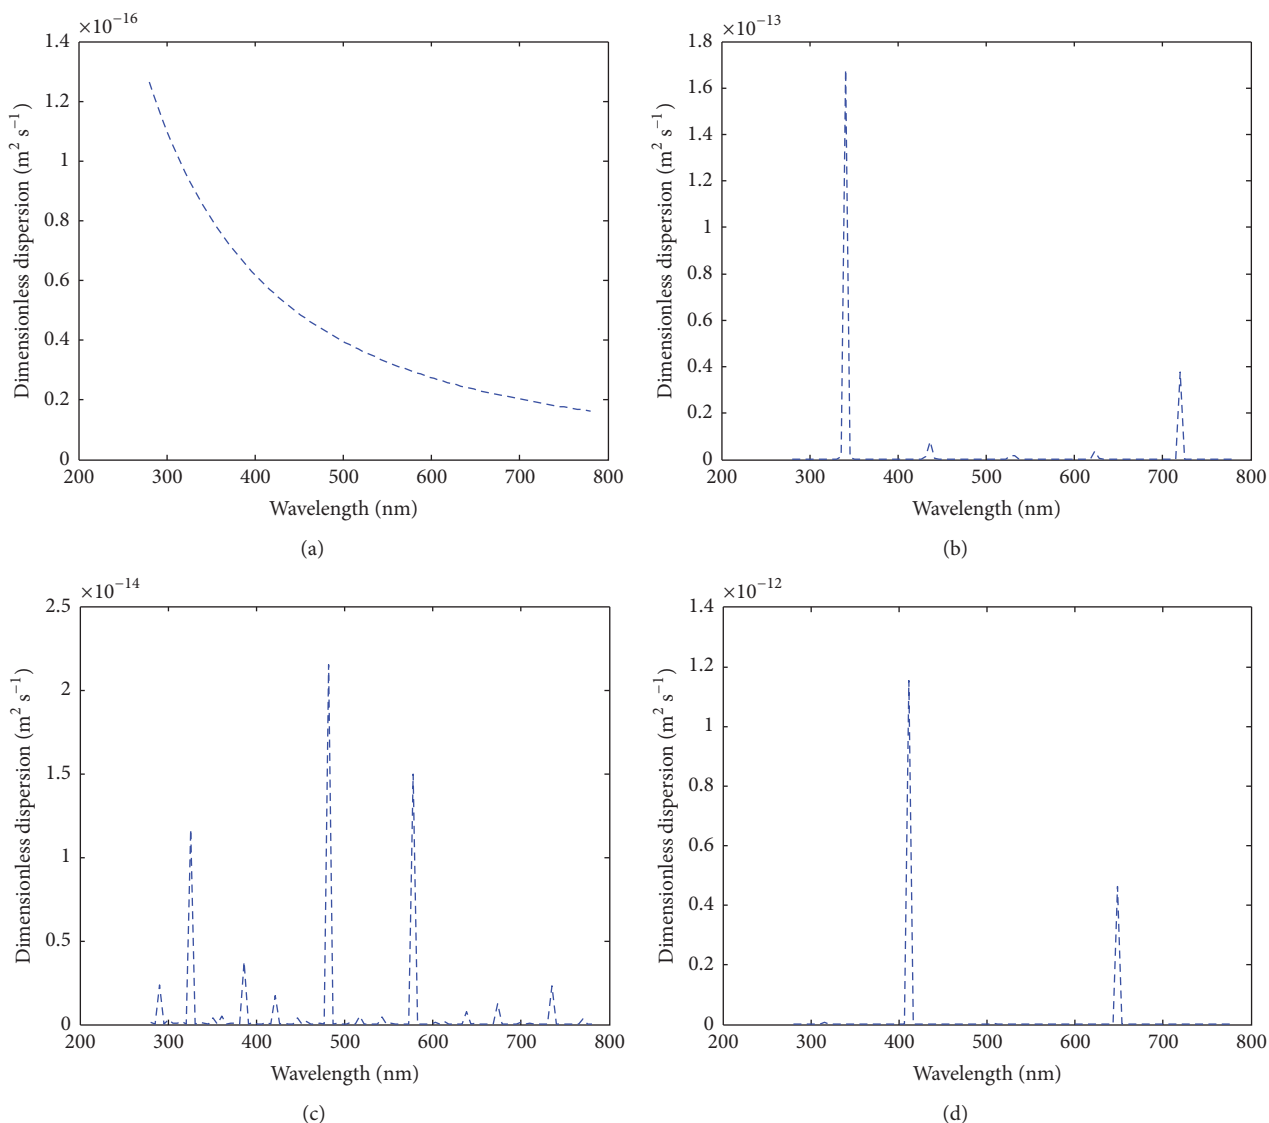 ×10−16
1.4
1.2
1
0.8
0.6
0.4
0.2
0
200 300 400 500 600 700 800
Dimensionless dispersion (m2 s−1)
Wavelength (nm)
(a)
×10−13
1.8
1.6
1.4
1.2
1
0.8
0.6
0.4
0.2
0
200 300 400 500 600 700 800
Dimensionless dispersion (m2 s−1)
Wavelength (nm)
(b)
×10−14
2.5
2
1.5
1
0.5
0
200 300 400 500 600 700 800
Dimensionless dispersion (m2 s−1)
Wavelength (nm)
(c)
×10−12
1.4
1.2
1
0.8
0.6
0.4
0.2
0
200 300 400 500 600 700 800
Dimensionless dispersion (m2 s−1)
Wavelength (nm)
(d)